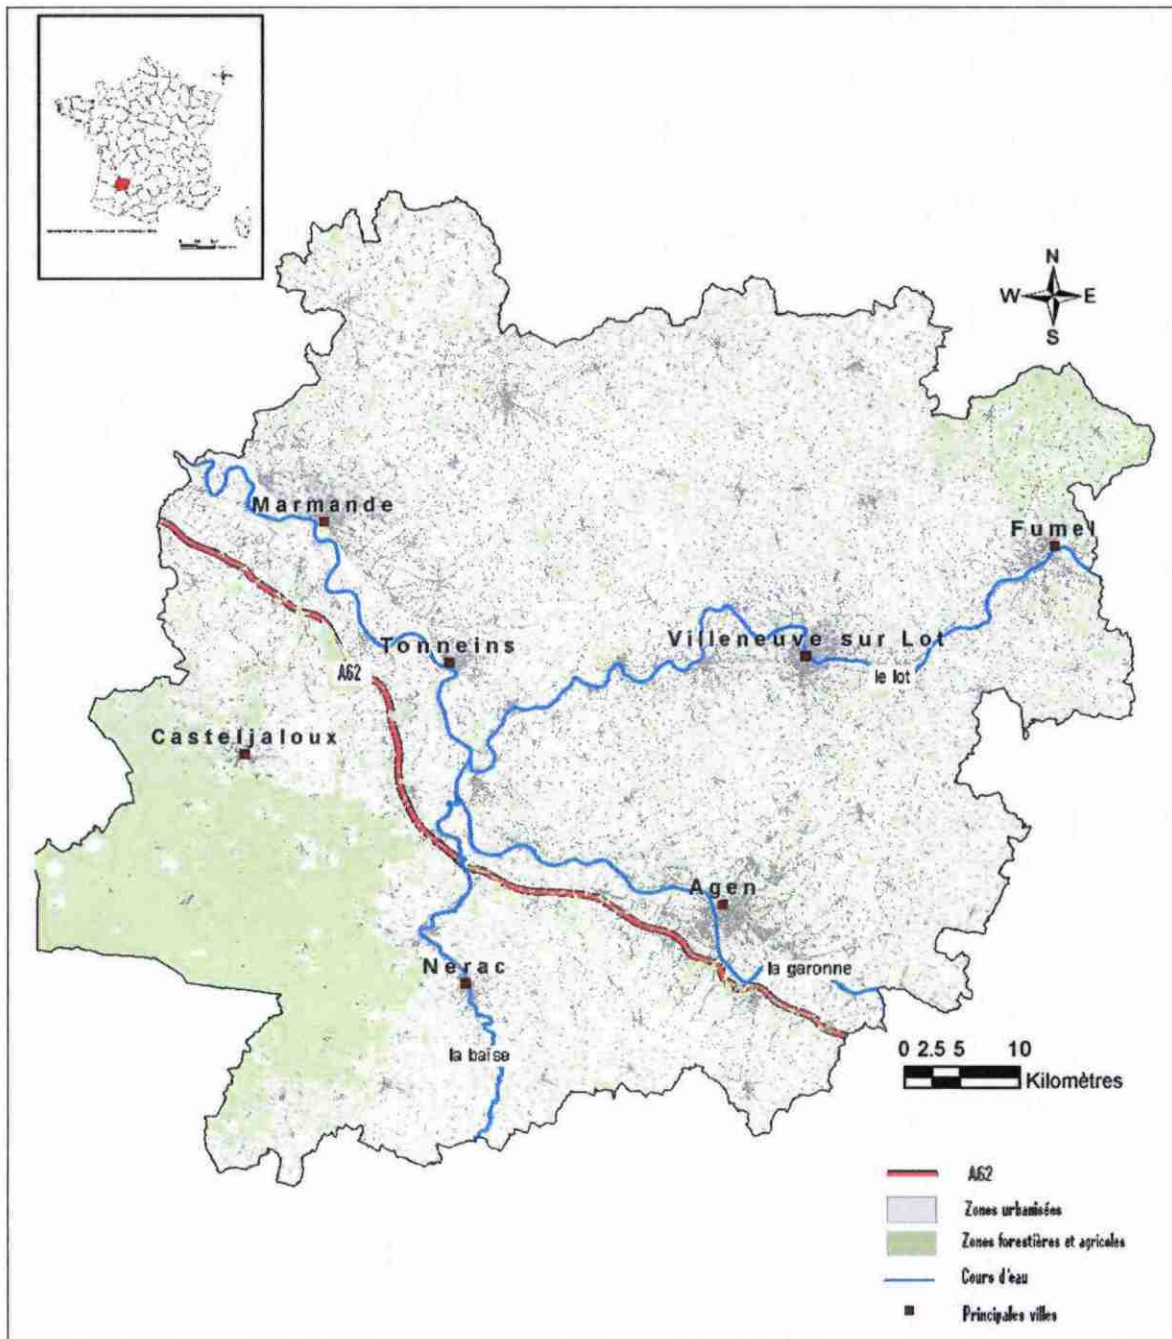 N
W E
S
Marmande
Fumel
Tonneins
Villeneuve sur Lot
A62
le lot
Casteljaloux
Agen
la garonne
Nerac
la baïse
0 2.5 5 10
Kilomètres
A62
Zones urbanisées
Zones forestières et agricoles
Cours d'eau
Principales villes